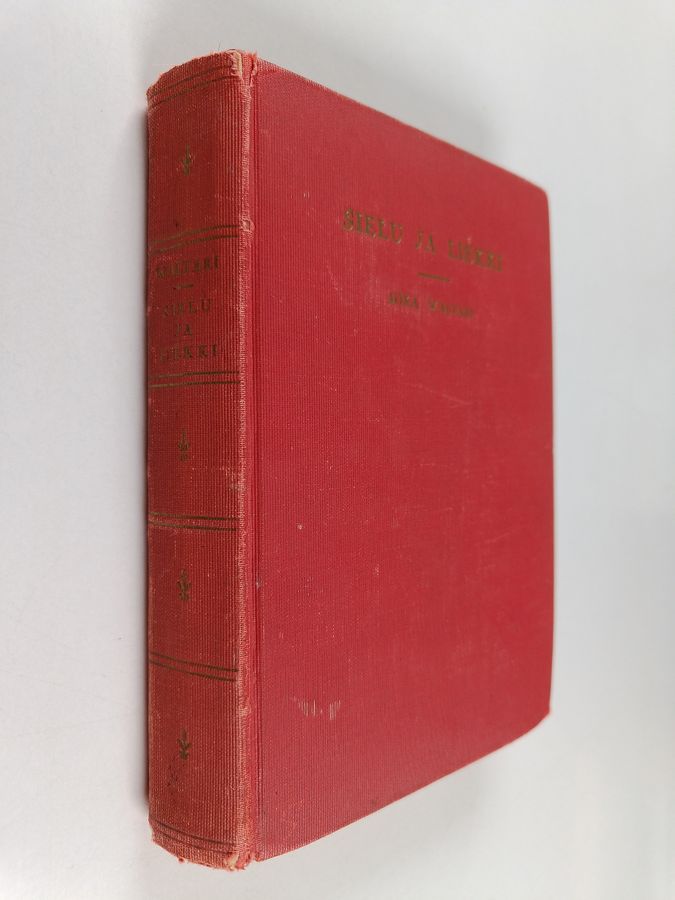 WALTARI
SIELU
JA
LIEKKI
SIELU JA LIEKKI
MIKA WALTARI